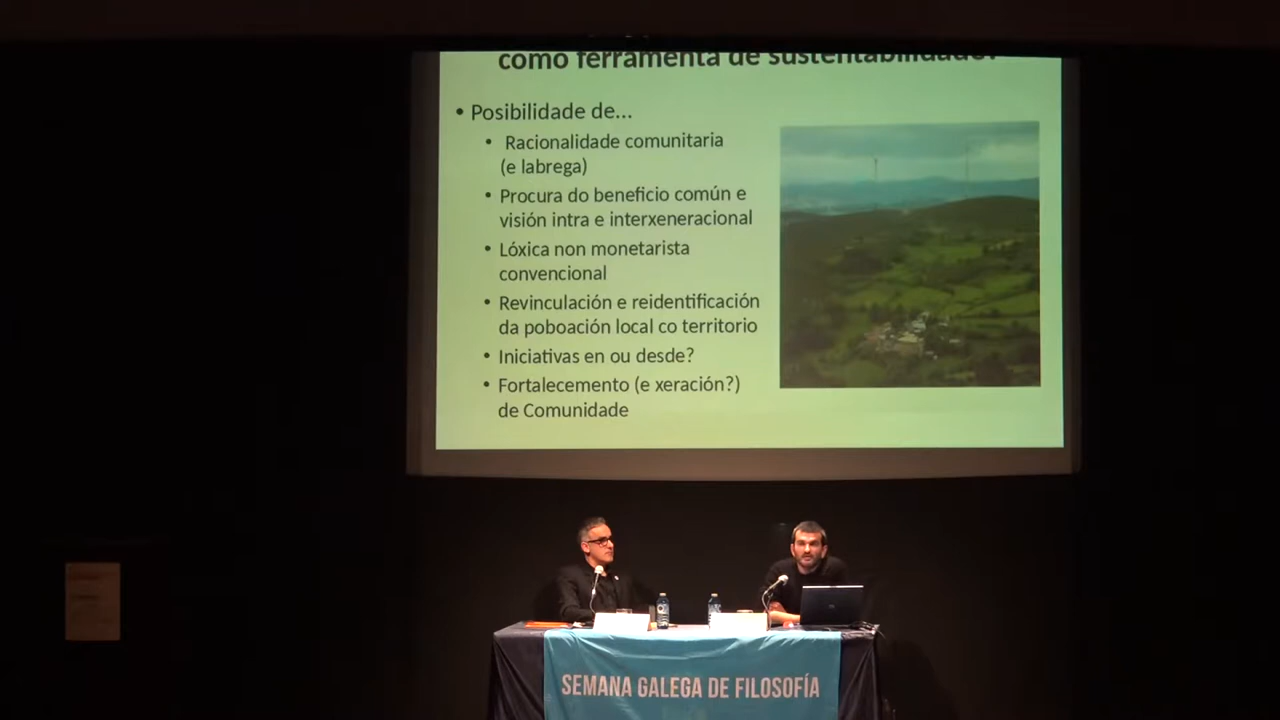 como ferramenta de sustentabilidade?
• Posibilidade de...
• Racionalidade comunitaria
(e labrega)
• Procura do beneficio común e
visión intra e interxeneracional
• Lóxica non monetarista
convencional
• Revinculación e reidentificación
da poboación local co territorio
• Iniciativas en ou desde?
• Fortalecemento (e xeración?)
de Comunidade
SEMANA GALEGA DE FILOSOFÍA